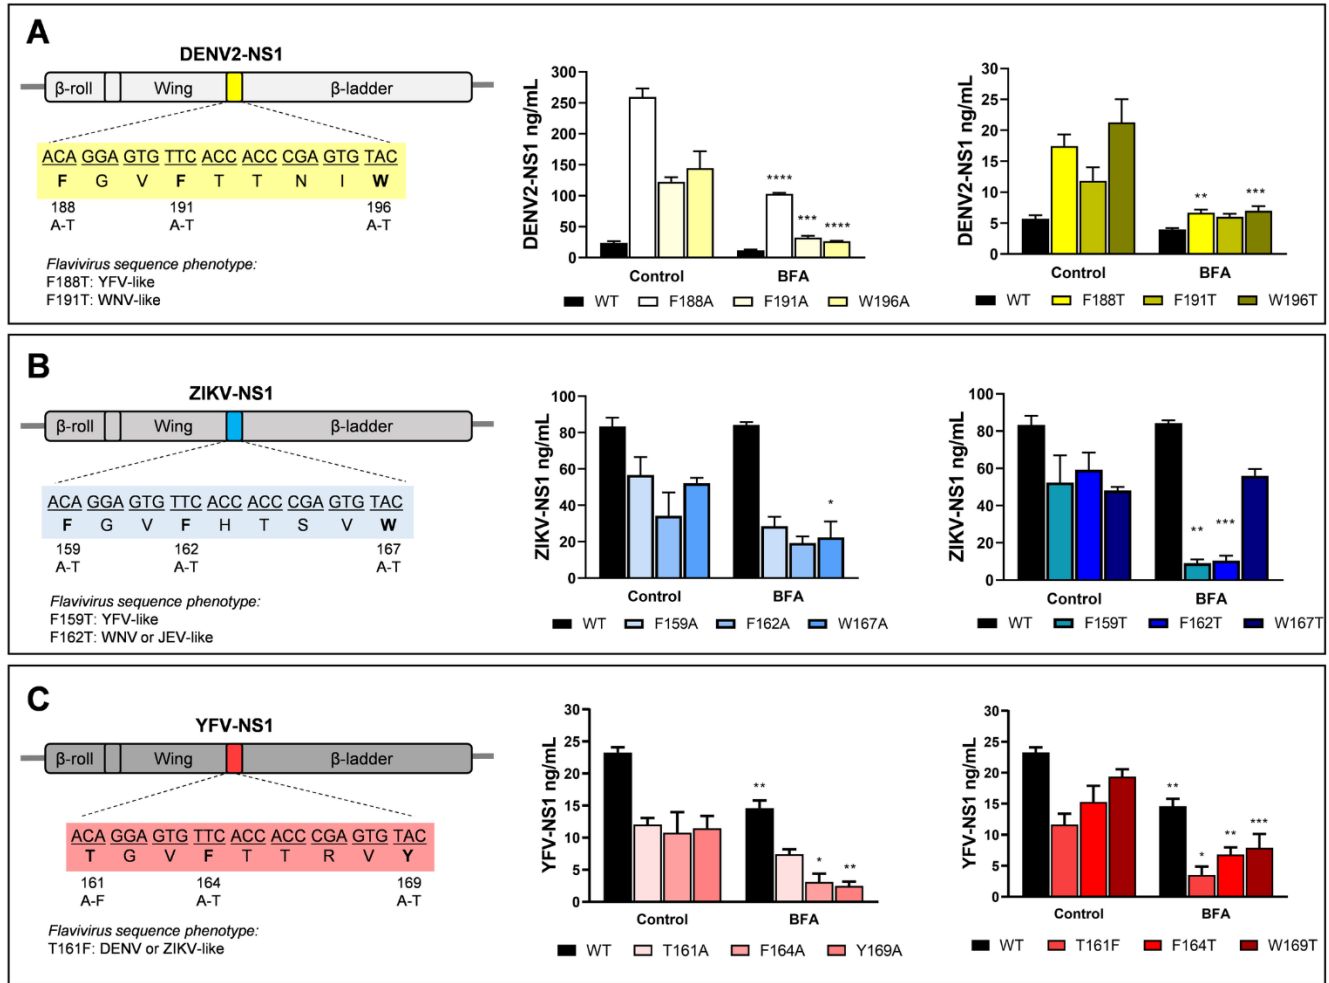 A
DENV2-NS1
β-roll Wing β-ladder
ACA GGA GTG TTC ACC ACC CGA GTG TAC
F G V F T T N I W
188 191 196
A-T A-T A-T
Flavivirus sequence phenotype:
F188T: YFV-like
F191T: WNV-like
DENV2-NS1 ng/mL
300
250
200
150
100
50
0
**** *** ****
Control BFA
WT F188A F191A W196A
DENV2-NS1 ng/mL
30
25
20
15
10
5
0
** ***
Control BFA
WT F188T F191T W196T
B
ZIKV-NS1
β-roll Wing β-ladder
ACA GGA GTG TTC ACC ACC CGA GTG TAC
F G V F H T S V W
159 162 167
A-T A-T A-T
Flavivirus sequence phenotype:
F159T: YFV-like
F162T: WNV or JEV-like
ZIKV-NS1 ng/mL
100
80
60
40
20
0
*
Control BFA
WT F159A F162A W167A
ZIKV-NS1 ng/mL
100
80
60
40
20
0
** ***
Control BFA
WT F159T F162T W167T
C
YFV-NS1
β-roll Wing β-ladder
ACA GGA GTG TTC ACC ACC CGA GTG TAC
T G V F T T R V Y
161 164 169
A-F A-T A-T
Flavivirus sequence phenotype:
T161F: DENV or ZIKV-like
YFV-NS1 ng/mL
30
25
20
15
10
5
0
** * **
Control BFA
WT T161A F164A Y169A
YFV-NS1 ng/mL
30
25
20
15
10
5
0
** * ** ***
Control BFA
WT T161F F164T W169T